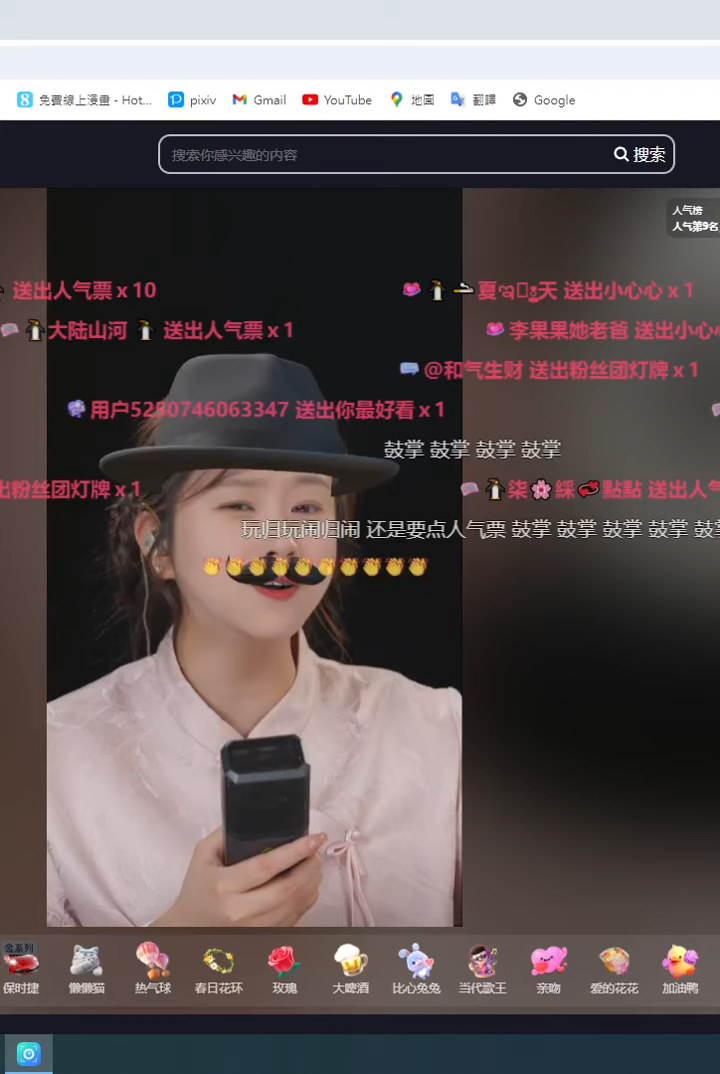 免費線上漫畫 - Hot...
pixiv
Gmail
YouTube
地圖
翻譯
Google
搜索你感兴趣的内容
搜索
人气榜
人气第9名
送出人气票 x 10
天 送出小心心 x 1
大陆山河
送出人气票 x 1
李果果她老爸 送出小心心
@和气生财 送出粉丝团灯牌 x 1
用户5250746063347 送出你最好看 x 1
鼓掌 鼓掌 鼓掌 鼓掌
出粉丝团灯牌 x 1
柒🌸綵💕點點 送出人气
玩归玩闹归闹 还是要点人气票 鼓掌 鼓掌 鼓掌 鼓掌 鼓掌
👏👏👏👏👏👏👏👏👏👏
金系列
保时捷
懒懒猫
热气球
春日花环
玫瑰
大啤酒
比心兔兔
当代歌王
亲吻
爱的花花
加油鸭